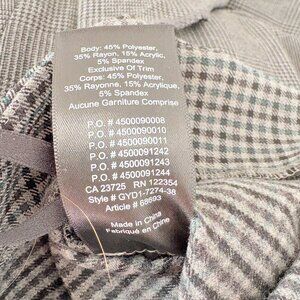 Body: 45% Polyester,
35% Rayon, 15% Acrylic,
5% Spandex
Exclusive Of Trim
Corps: 45% Polyester,
35% Rayonne, 15% Acrylique,
5% Spandex
Aucune Garniture Comprise
P.O. # 4500090008
P.O. # 4500090010
P.O. # 4500090011
P.O. # 4500091242
P.O. # 4500091243
P.O. # 4500091244
CA 23725 RN 122354
Style # GYD1-7274-38
Article # 68693
Made in China
Fabriqué en Chine